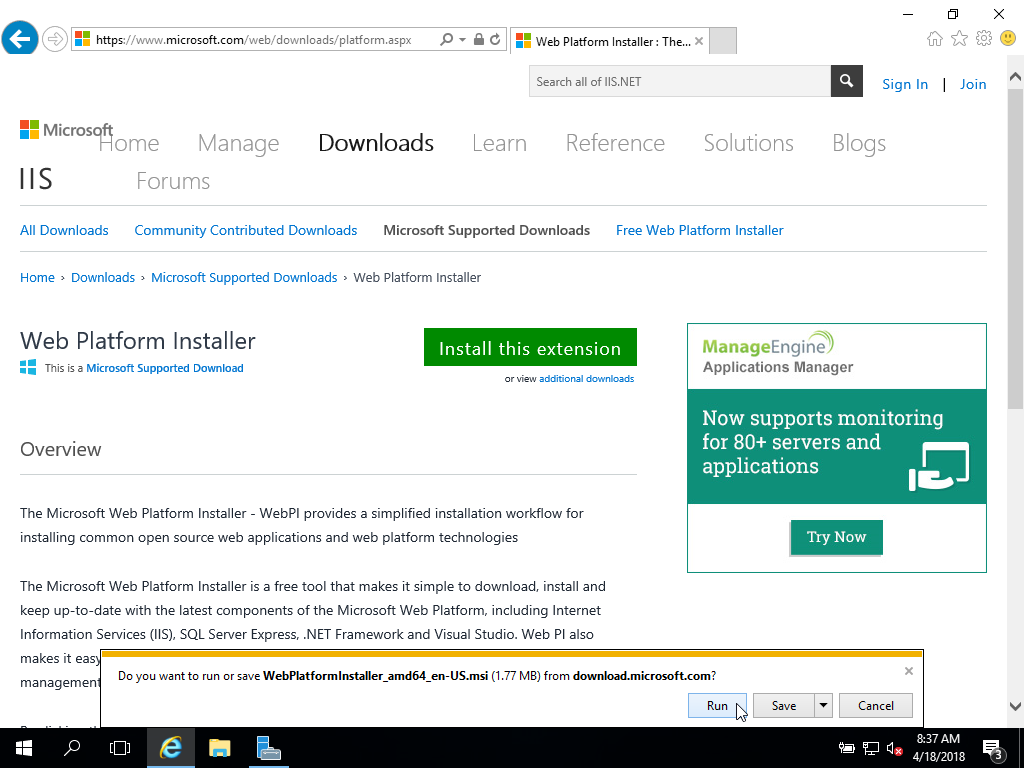 https://www.microsoft.com/web/downloads/platform.aspx
Web Platform Installer : The...
Search all of IIS.NET
Sign In | Join
Microsoft
IIS
Home Manage Downloads Learn Reference Solutions Blogs
Forums
All Downloads Community Contributed Downloads Microsoft Supported Downloads Free Web Platform Installer
Home › Downloads › Microsoft Supported Downloads › Web Platform Installer
Web Platform Installer
This is a Microsoft Supported Download
Install this extension
or view additional downloads
ManageEngine
Applications Manager
Now supports monitoring
for 80+ servers and
applications
Try Now
Overview
The Microsoft Web Platform Installer - WebPI provides a simplified installation workflow for
installing common open source web applications and web platform technologies
The Microsoft Web Platform Installer is a free tool that makes it simple to download, install and
keep up-to-date with the latest components of the Microsoft Web Platform, including Internet
Information Services (IIS), SQL Server Express, .NET Framework and Visual Studio. Web PI also
makes it easy
management
Do you want to run or save WebPlatformInstaller_amd64_en-US.msi (1.77 MB) from download.microsoft.com?
Run Save Cancel
8:37 AM
4/18/2018
3